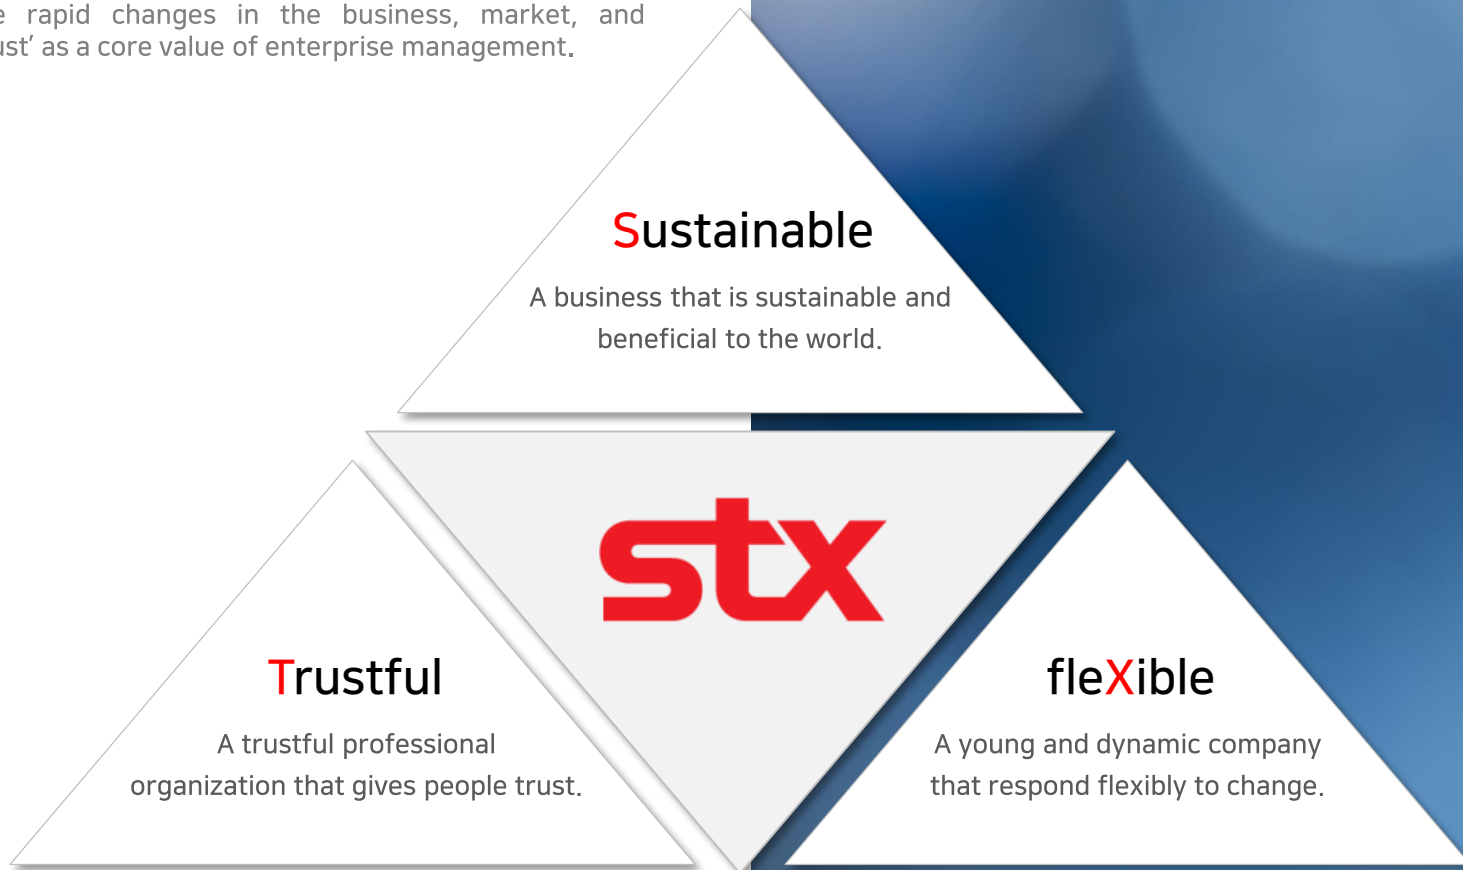 rapid changes in the business, market, and
as a core value of enterprise management.
Sustainable
A business that is sustainable and
beneficial to the world.
stx
Trustful
A trustful professional
organization that gives people trust.
fleXible
A young and dynamic company
that respond flexibly to change.